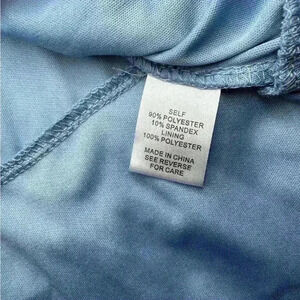 SELF
90% POLYESTER
10% SPANDEX
LINING
100% POLYESTER
MADE IN CHINA
SEE REVERSE
FOR CARE